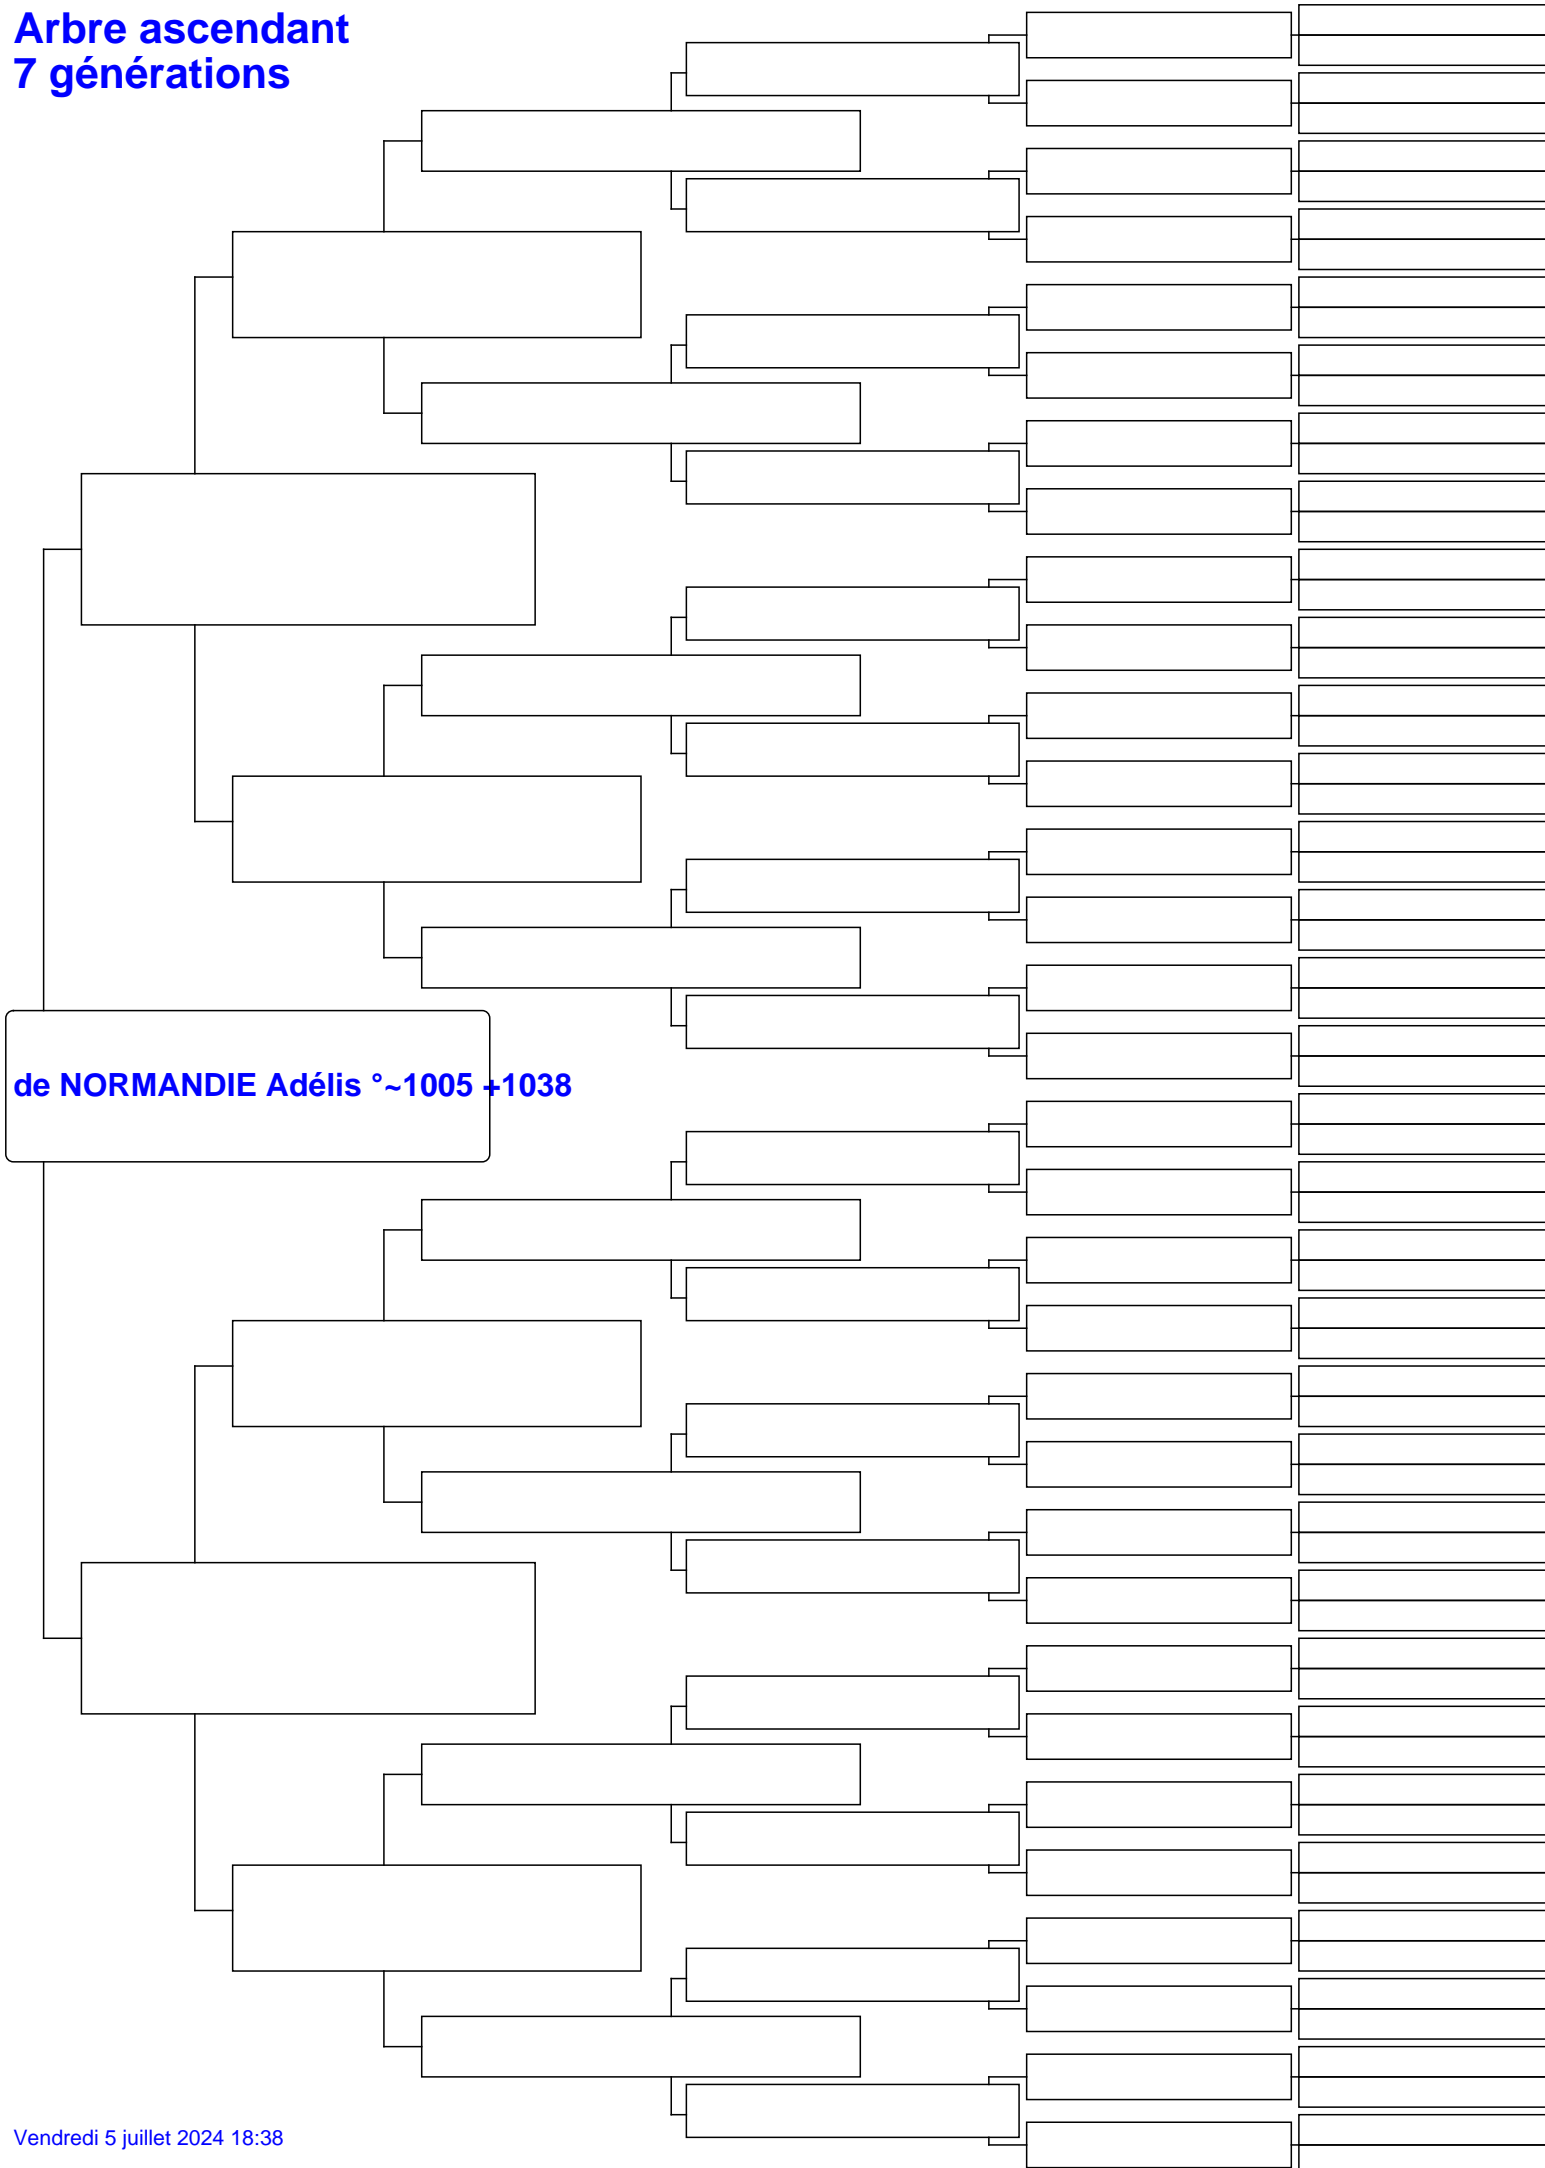 Arbre ascendant
7 générations
de NORMANDIE Adélis °~1005 +1038
Vendredi 5 juillet 2024 18:38